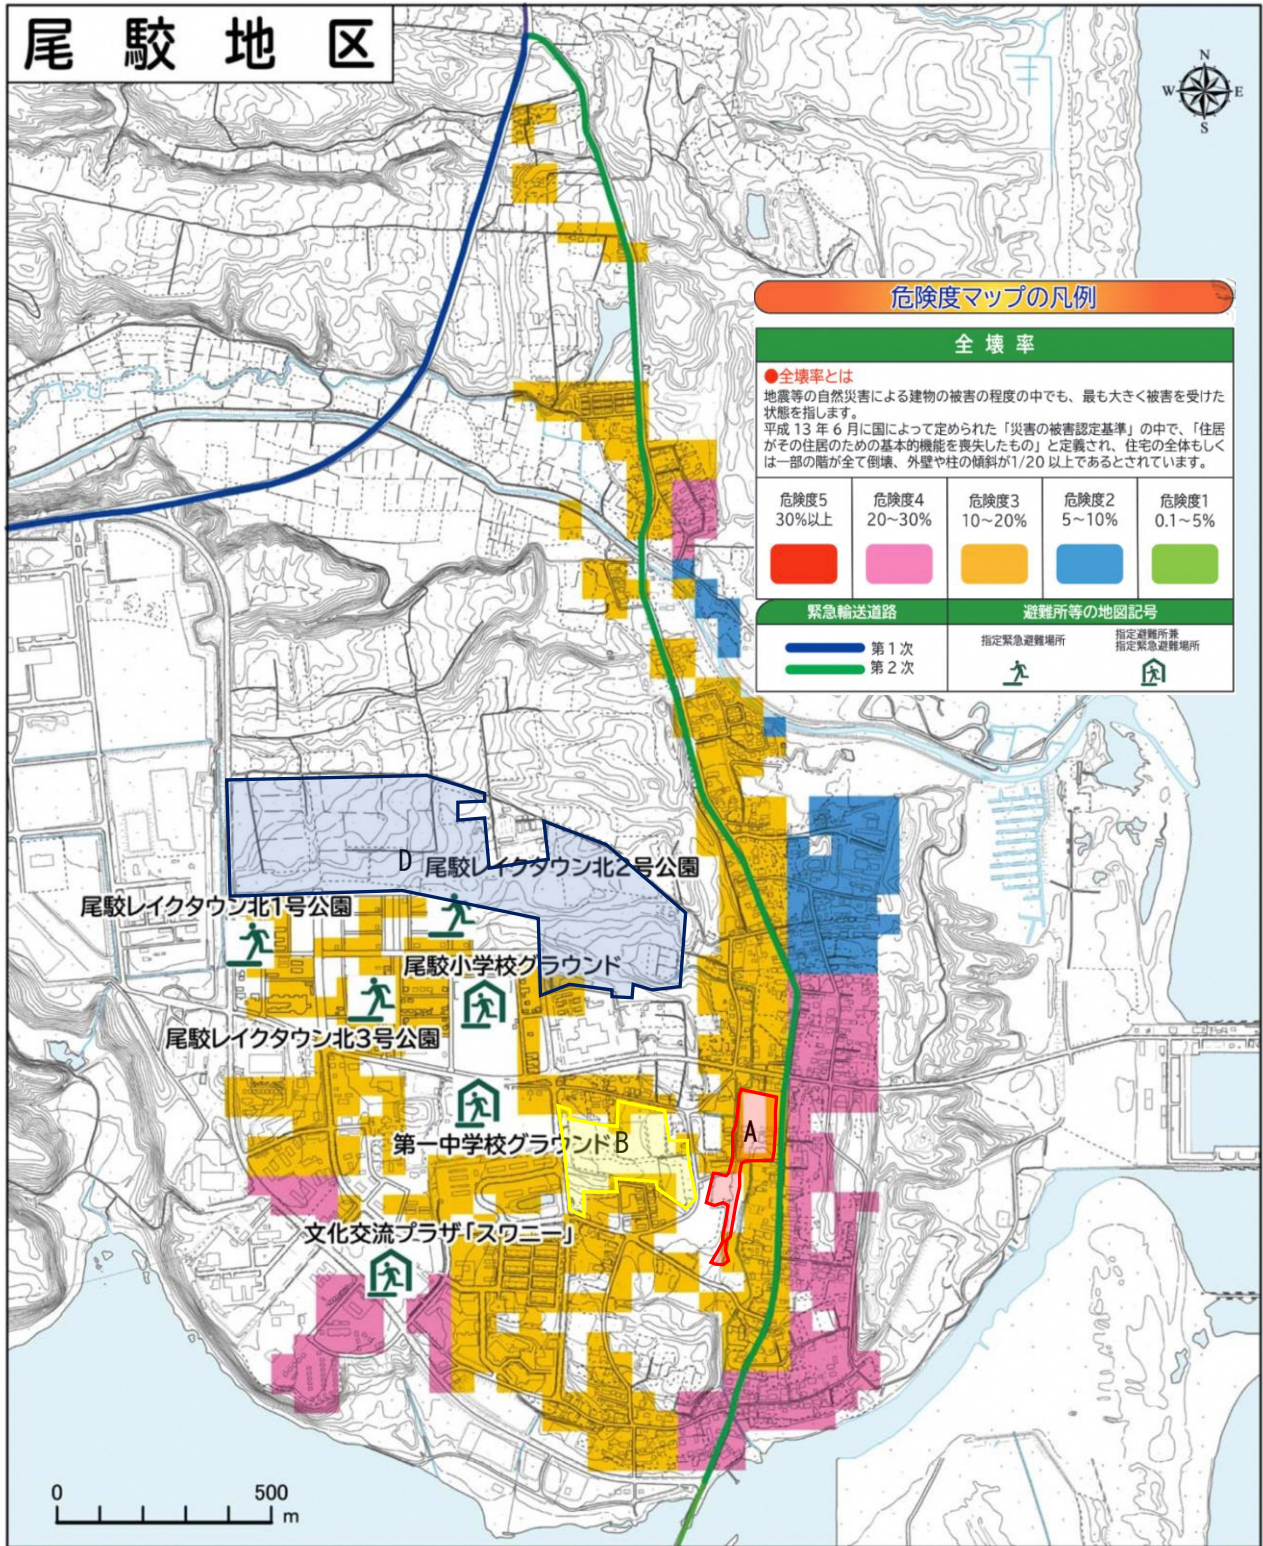 尾駮地区
N
W
E
S
危険度マップの凡例
全壊率
●全壊率とは
地震等の自然災害による建物の被害の程度の中でも、最も大きく被害を受けた
状態を指します。
平成 13 年 6 月に国によって定められた「災害の被害認定基準」の中で、「住居
がその住居のための基本的機能を喪失したもの」と定義され、住宅の全体もしく
は一部の階が全て倒壊、外壁や柱の傾斜が1/20 以上であるとされています。
危険度5
30%以上
危険度4
20~30%
危険度3
10~20%
危険度2
5~10%
危険度1
0.1~5%
緊急輸送道路
避難所等の地図記号
第1次
第2次
指定緊急避難場所
指定避難所兼
指定緊急避難場所
D
尾駮レイクタウン北2号公園
尾駮レイクタウン北1号公園
尾駮小学校グラウンド
尾駮レイクタウン北3号公園
第一中学校グラウンド
B
A
文化交流プラザ「スワニー」
0
500
m